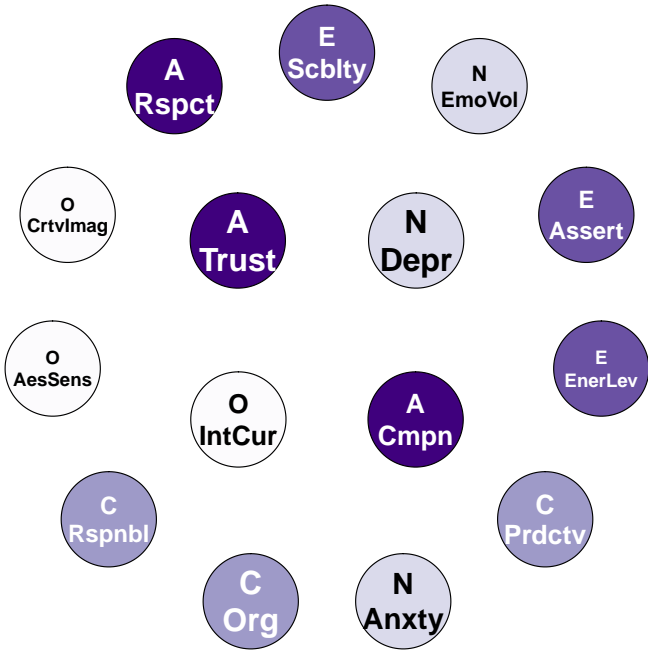 E
Scblty
A
Rspct
N
EmoVol
O
CrtvImag
E
Assert
A
Trust
N
Depr
O
AesSens
E
EnerLev
O
IntCur
A
Cmpn
C
Rspnbl
C
Prdctv
C
Org
N
Anxty